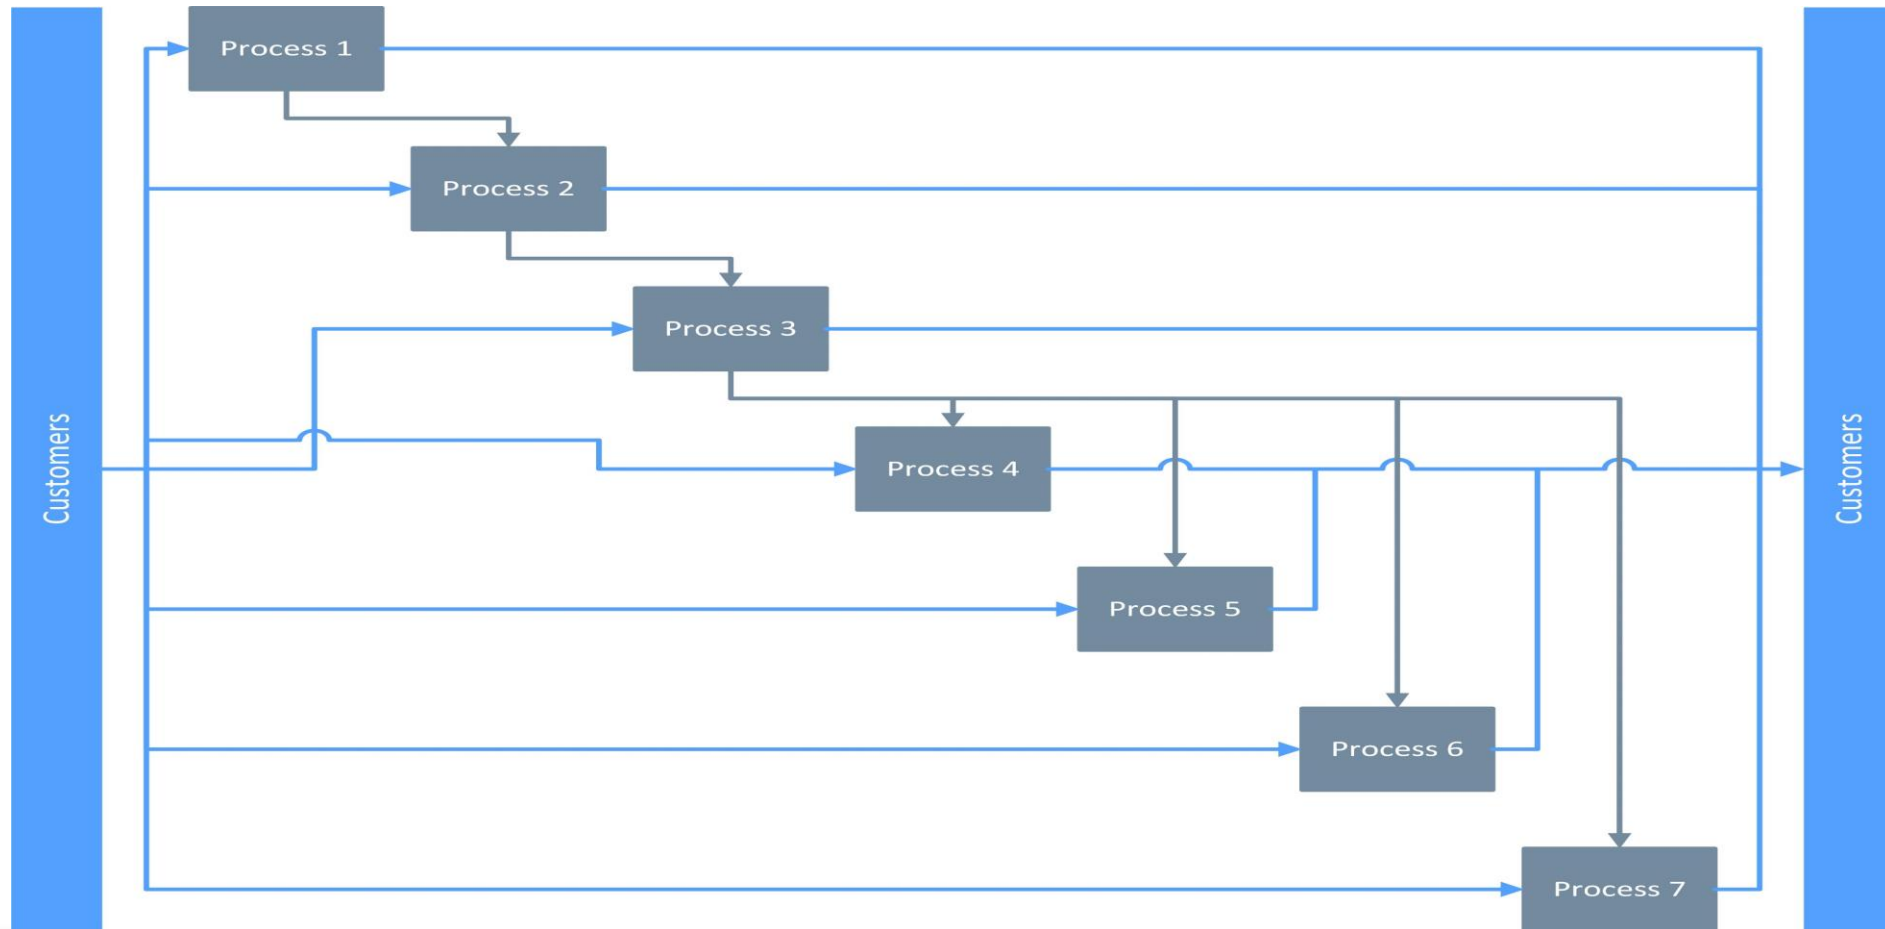 Customers
Process 1
Process 2
Process 3
Process 4
Process 5
Process 6
Process 7
Customers